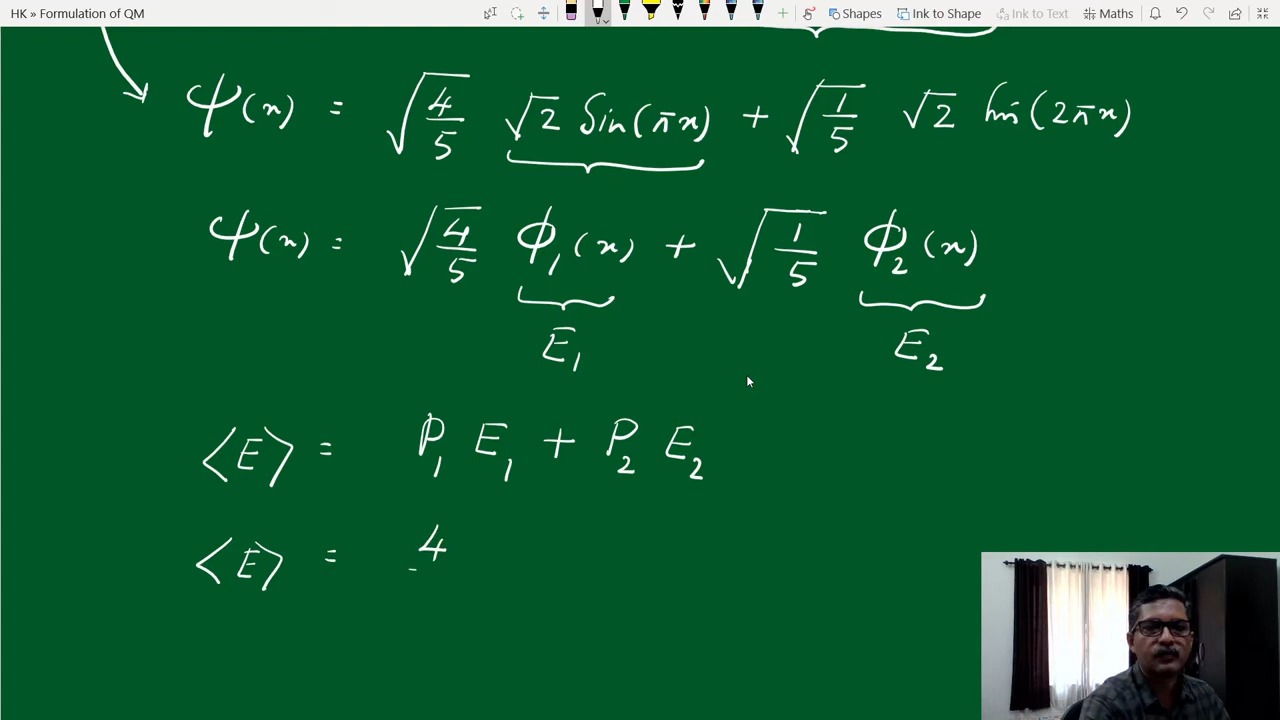 HK » Formulation of QM Shapes Ink to Shape Ink to Text Maths
ψ(x) = √(4/5) √2 Sin(πx) + √(1/5) √2 Sin(2πx)
ψ(x) = √(4/5) ϕ₁(x) + √(1/5) ϕ₂(x)
E₁ E₂
⟨E⟩ = P₁ E₁ + P₂ E₂
⟨E⟩ = 4